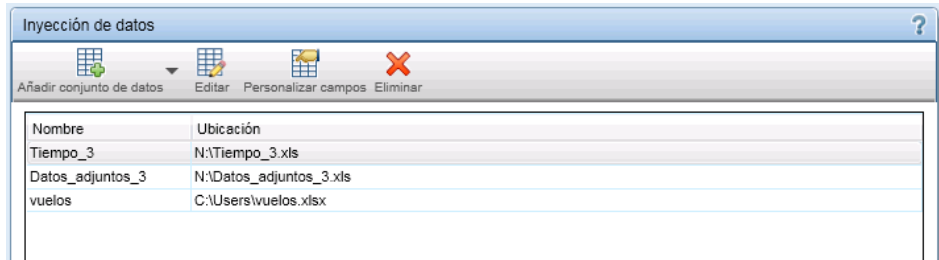 Inyección de datos ?
Añadir conjunto de datos Editar Personalizar campos Eliminar
Nombre Ubicación
Tiempo_3 N:\Tiempo_3.xls
Datos_adjuntos_3 N:\Datos_adjuntos_3.xls
vuelos C:\Users\vuelos.xlsx